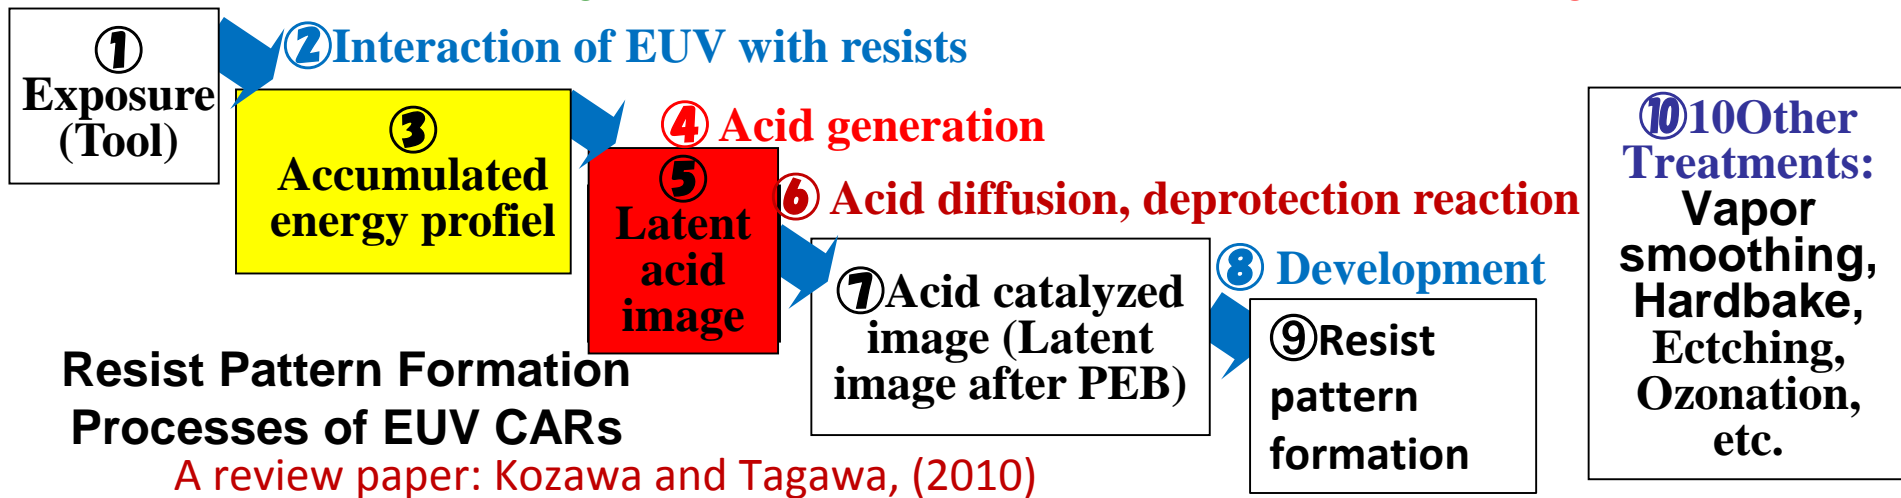 ①
Exposure
(Tool)
②Interaction of EUV with resists
③
Accumulated
energy profiel
④ Acid generation
⑤
Latent
acid
image
⑥ Acid diffusion, deprotection reaction
⑦Acid catalyzed
image (Latent
image after PEB)
⑧ Development
⑨Resist
pattern
formation
⑩10Other
Treatments:
Vapor
smoothing,
Hardbake,
Ectching,
Ozonation,
etc.
Resist Pattern Formation
Processes of EUV CARs
A review paper: Kozawa and Tagawa, (2010)